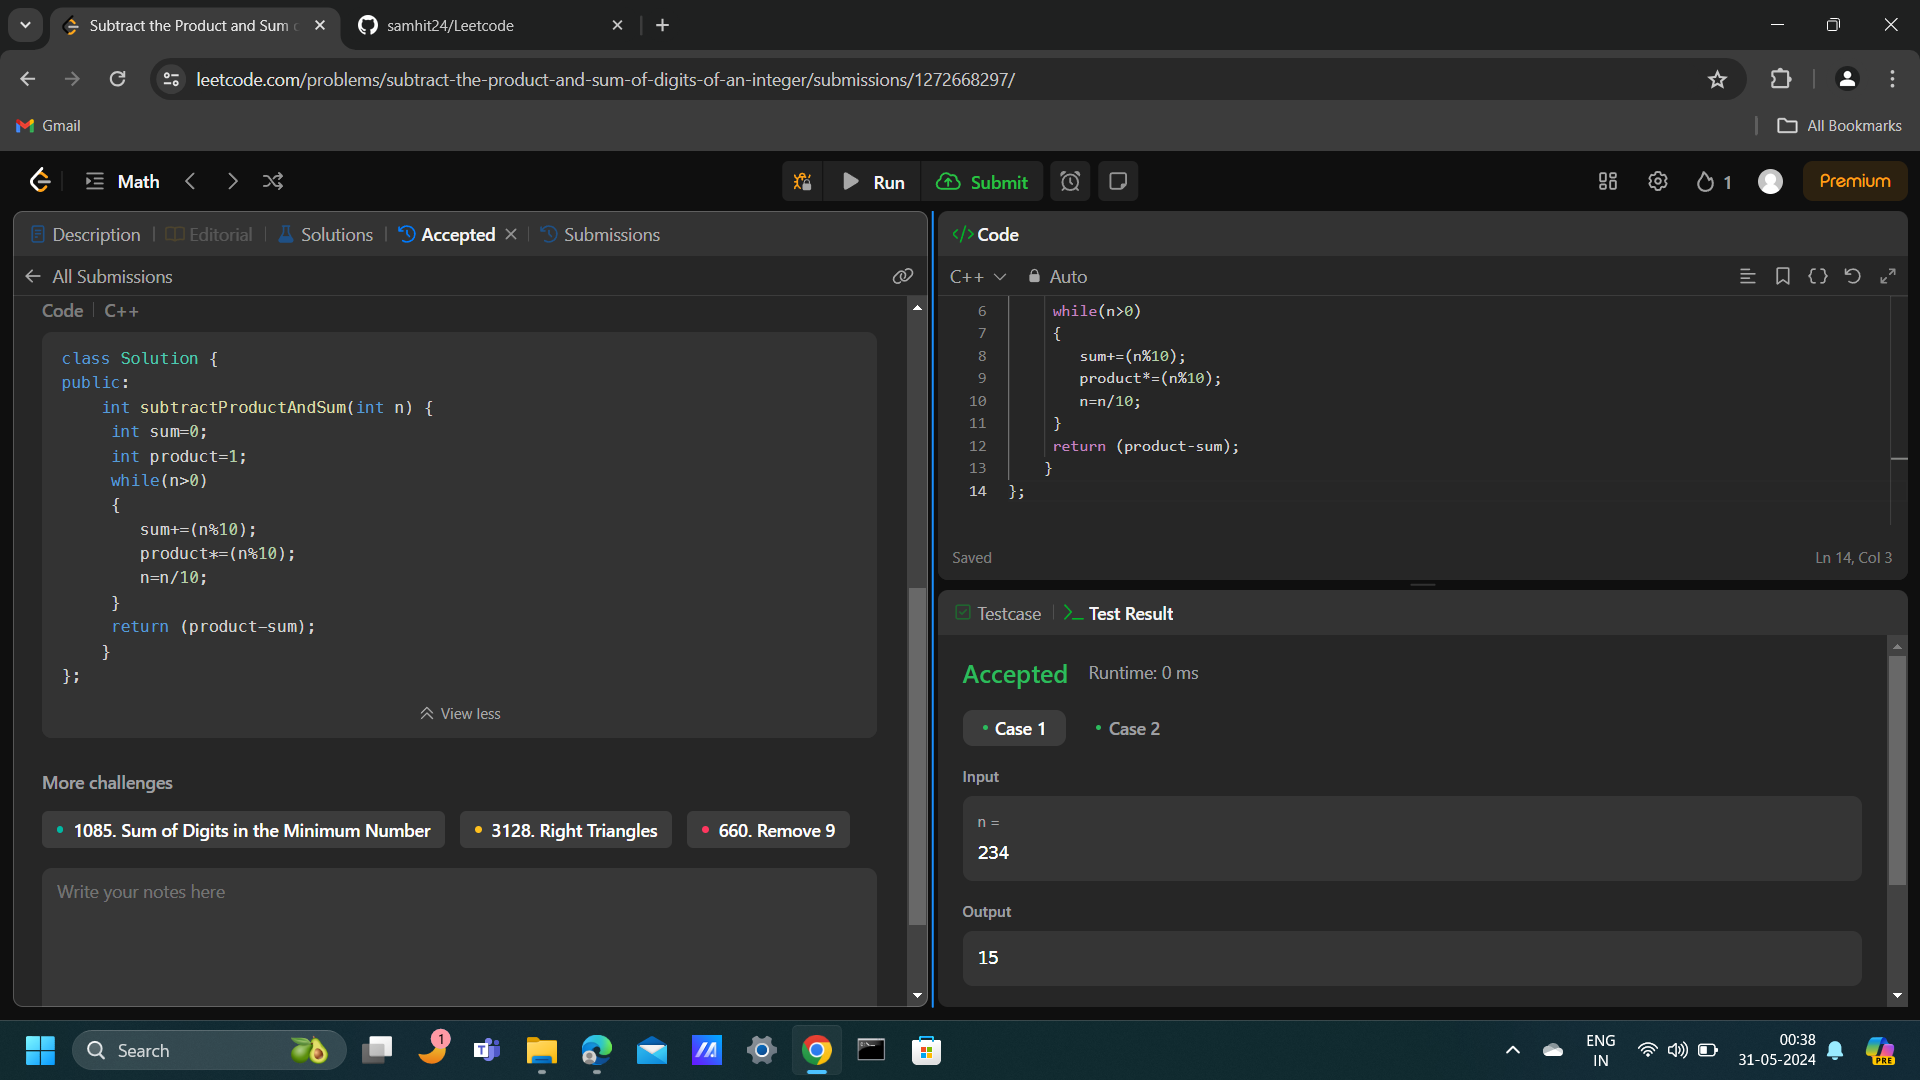 Subtract the Product and Sum o
samhit24/Leetcode
leetcode.com/problems/subtract-the-product-and-sum-of-digits-of-an-integer/submissions/1272668297/
Gmail
All Bookmarks
Math
Run
Submit
1
Premium
Description
Editorial
Solutions
Accepted
Submissions
All Submissions
Code
C++
class Solution {
public:
    int subtractProductAndSum(int n) {
     int sum=0;
     int product=1;
     while(n>0)
     {
        sum+=(n%10);
        product*=(n%10);
        n=n/10;
     }
     return (product-sum);
    }
};
View less
More challenges
1085. Sum of Digits in the Minimum Number
3128. Right Triangles
660. Remove 9
Write your notes here
</> Code
C++
Auto
6 while(n>0)
7 {
8 sum+=(n%10);
9 product*=(n%10);
10 n=n/10;
11 }
12 return (product-sum);
13 }
14 };
Saved
Ln 14, Col 3
Testcase
Test Result
Accepted
Runtime: 0 ms
Case 1
Case 2
Input
n =
234
Output
15
Search
1
ENG
IN
00:38
31-05-2024
PRE